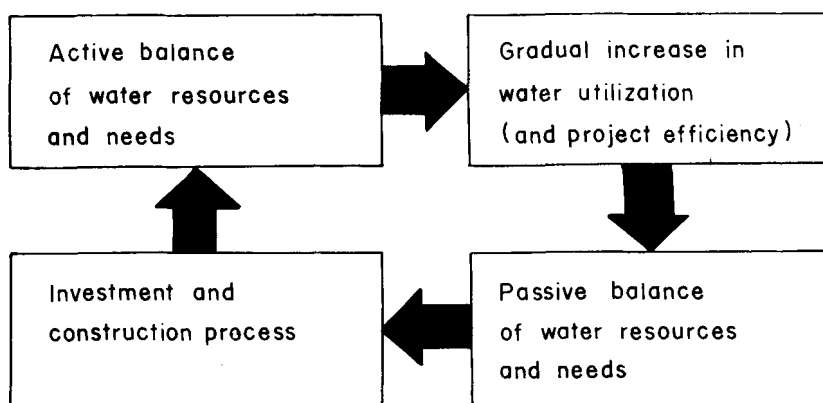 Active balance
of water resources
and needs
Gradual increase in
water utilization
(and project efficiency)
Investment and
construction process
Passive balance
of water resources
and needs